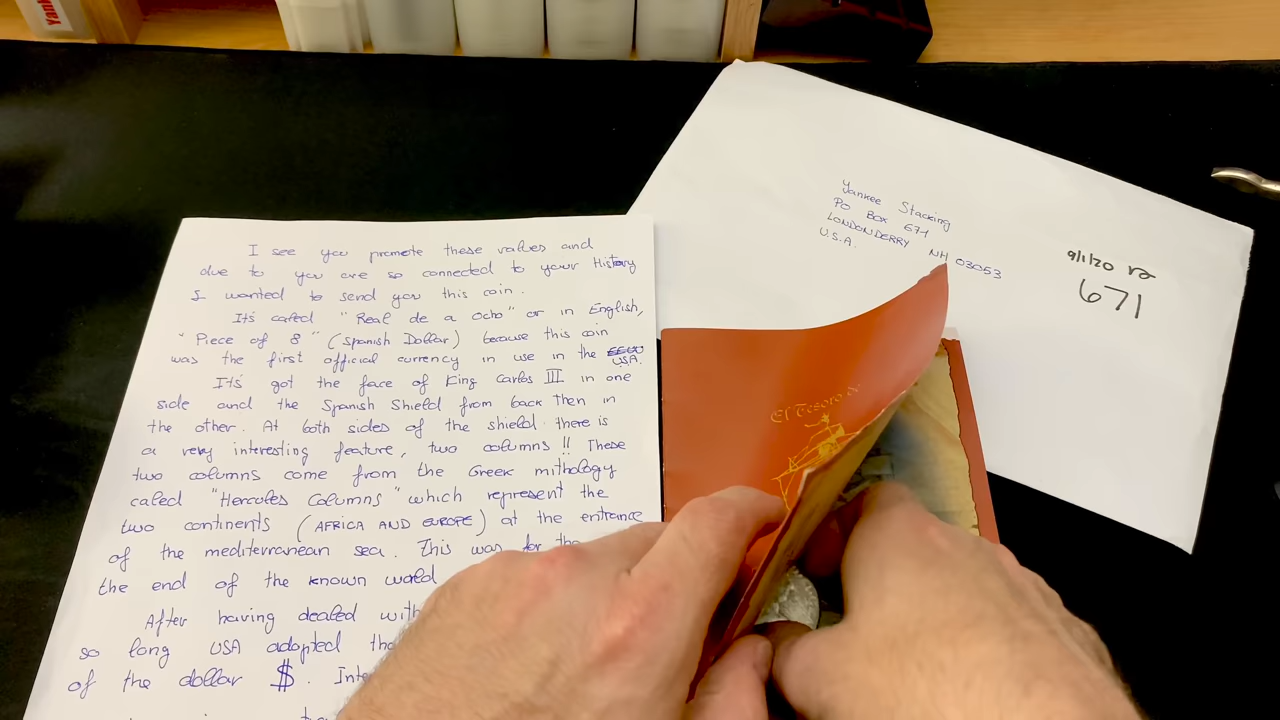 I see you promote these values and
due to you are so connected to your History
I wanted to send you this coin.
It's called "Real de a Ocho" or in English,
"Piece of 8" (Spanish Dollar) because this coin
was the first official currency in use in the
USA.
It's got the face of King Carlos III in one
side and the Spanish Shield from back then in
the other. At both sides of the shield there is
a very interesting feature, two columns !! These
two columns come from the Greek mithology
called "Hercules Columns" which represent the
two continents (AFRICA AND EUROPE) at the entrance
of the mediterranean sea. This was for the
the end of the known world
After having dealed with
so long USA adopted the
of the dollar $.
Yankee Stacking
PO Box 671
LONDONDERRY NH 03053
U.S.A.
9/1/20
671
El Tesoro d